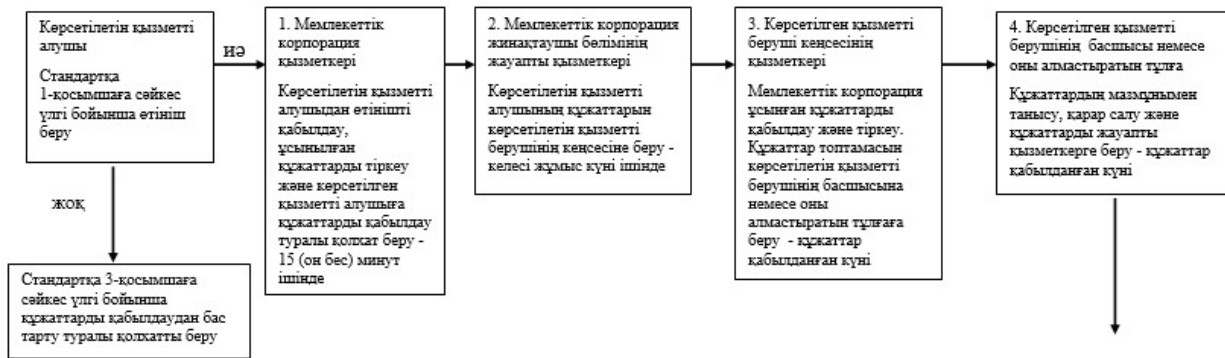 Көрсетілетін қызметті
алушы
Стандартқа
1-қосымшаға сәйкес
үлгі бойынша өтініш
беру
иә
жоқ
Стандартқа 3-қосымшаға
сәйкес үлгі бойынша
құжаттарды қабылдаудан бас
тарту туралы қолхатты беру
1. Мемлекеттік
корпорация
қызметкері
Көрсетілетін қызметті
алушыдан өтінішті
қабылдау,
ұсынылған
құжаттарды тіркеу
және көрсетілген
қызметті алушыға
құжаттарды қабылдау
туралы қолхат беру -
15 (он бес) минут
ішінде
2. Мемлекеттік корпорация
жинақтаушы бөлімінің
жауапты қызметкері
Көрсетілетін қызметті
алушының құжаттарын
көрсетілетін қызметті
берушінің кеңсесіне беру -
келесі жұмыс күні ішінде
3. Көрсетілген қызметті
беруші кеңсесінің
қызметкері
Мемлекеттік корпорация
ұсынған құжаттарды
қабылдау және тіркеу.
Құжаттар топтамасын
көрсетілетін қызметті
берушінің басшысына
немесе оны
алмастыратын тұлғаға
беру - құжаттар
қабылданған күні
4. Көрсетілген қызметті
берушінің басшысы немесе
оны алмастыратын тұлға
Құжаттардың мазмұнымен
танысу, қарар салу және
құжаттарды жауапты
қызметкерге беру - құжаттар
қабылданған күні